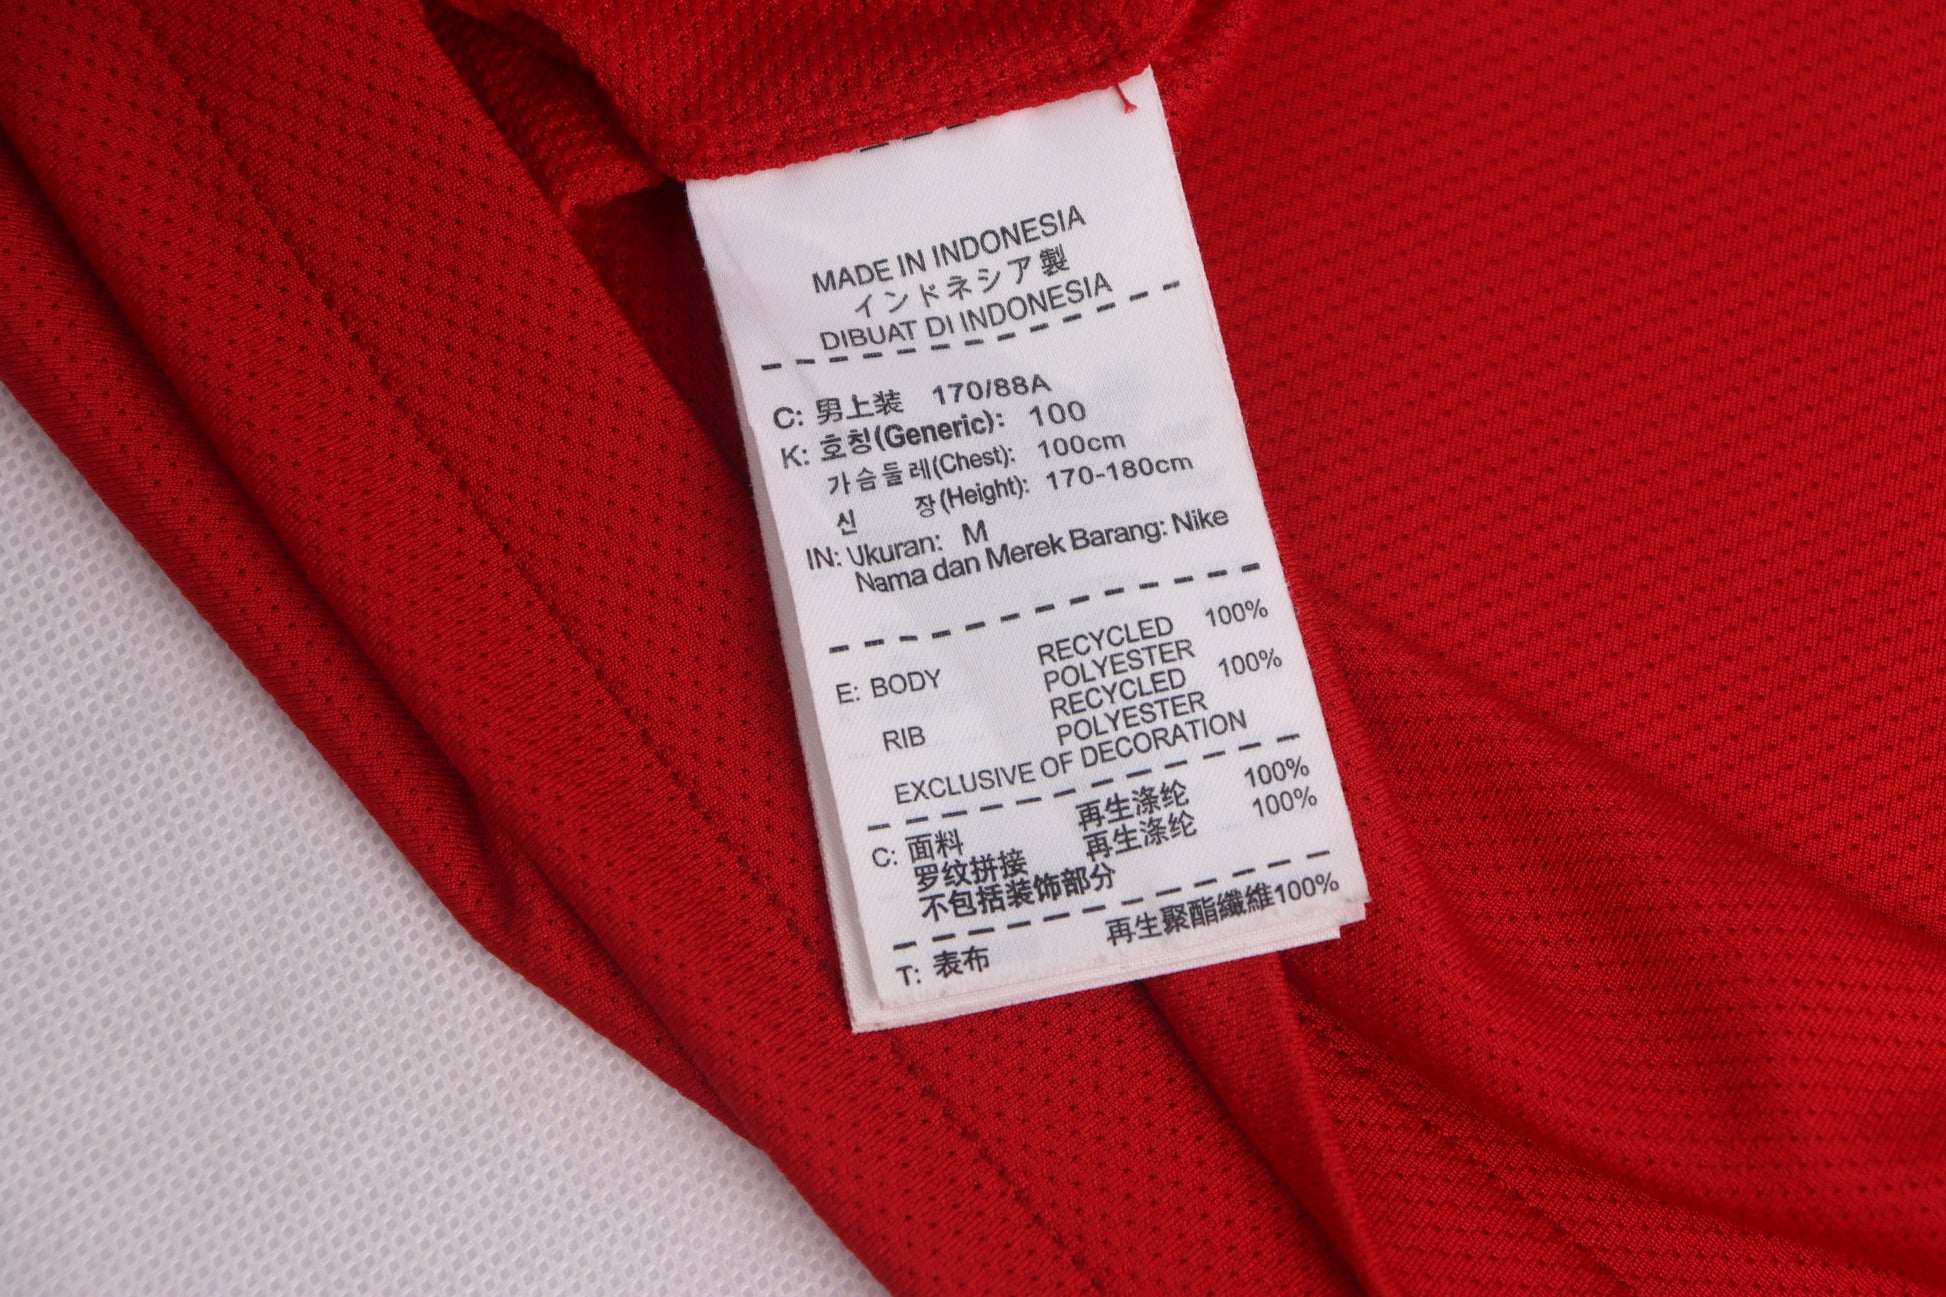 MADE IN INDONESIA
インドネシア製
DIBUAT DI INDONESIA
C: 男上装 170/88A
K: 호칭(Generic): 100
가슴둘레(Chest): 100cm
신 장(Height): 170-180cm
IN: Ukuran: M
Nama dan Merek Barang: Nike
E: BODY RECYCLED 100%
POLYESTER
RIB RECYCLED 100%
POLYESTER
EXCLUSIVE OF DECORATION
C: 面料 再生涤纶 100%
罗纹拼接 再生涤纶 100%
不包括装饰部分
T: 表布 再生聚酯纖維100%